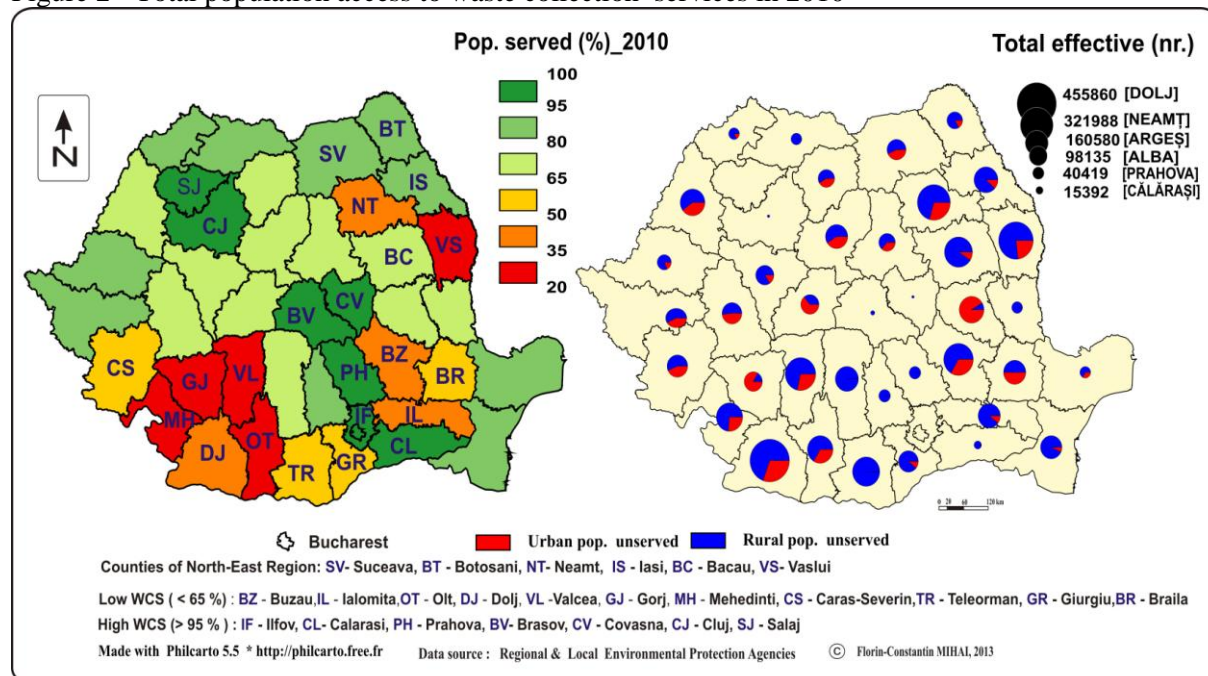 Figure 2 Total population access to waste collection services in 2010
Pop. served (%)_2010
100
95
80
65
50
35
20
Total effective (nr.)
455860 [DOLJ]
321988 [NEAMȚ]
160580 [ARGEȘ]
98135 [ALBA]
40419 [PRAHOVA]
15392 [CĂLĂRAȘI]
N
BT
SV
IS
SJ
NT
CJ
VS
BC
CV
BV
BZ
CS
VL
GJ
PH
BR
MH
IF
IL
OT
CL
DJ
TR
GR
0 20 60 120 km
Bucharest
Urban pop. unserved
Rural pop. unserved
Counties of North-East Region: SV- Suceava, BT - Botosani, NT- Neamt, IS - Iasi, BC - Bacau, VS- Vaslui
Low WCS ( < 65 %) : BZ - Buzau,IL - Ialomita,OT - Olt, DJ - Dolj, VL -Valcea, GJ - Gorj, MH - Mehedinti, CS - Caras-Severin,TR - Teleorman, GR - Giurgiu,BR - Braila
High WCS (> 95 % ) : IF - Ilfov, CL- Calarasi, PH - Prahova, BV- Brasov, CV - Covasna, CJ - Cluj, SJ - Salaj
Made with Philcarto 5.5 * http://philcarto.free.fr Data source : Regional & Local Environmental Protection Agencies © Florin-Constantin MIHAI, 2013